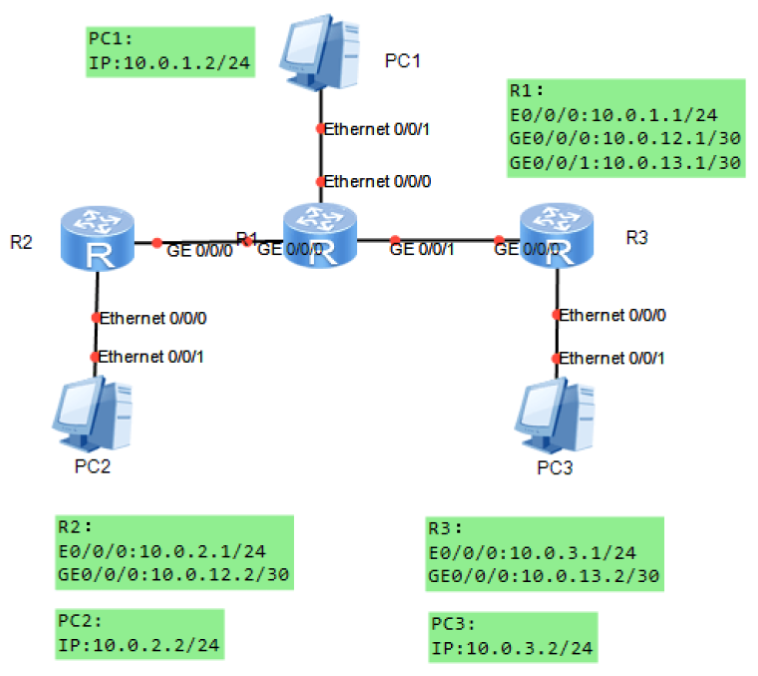 PC1:
IP:10.0.1.2/24
PC1
R1:
E0/0/0:10.0.1.1/24
GE0/0/0:10.0.12.1/30
GE0/0/1:10.0.13.1/30
Ethernet 0/0/1
Ethernet 0/0/0
R2
R
GE 0/0/0
R1
GE 0/0/0
R
GE 0/0/1
GE 0/0/0
R
R3
Ethernet 0/0/0
Ethernet 0/0/1
PC2
Ethernet 0/0/0
Ethernet 0/0/1
PC3
R2:
E0/0/0:10.0.2.1/24
GE0/0/0:10.0.12.2/30
PC2:
IP:10.0.2.2/24
R3:
E0/0/0:10.0.3.1/24
GE0/0/0:10.0.13.2/30
PC3:
IP:10.0.3.2/24